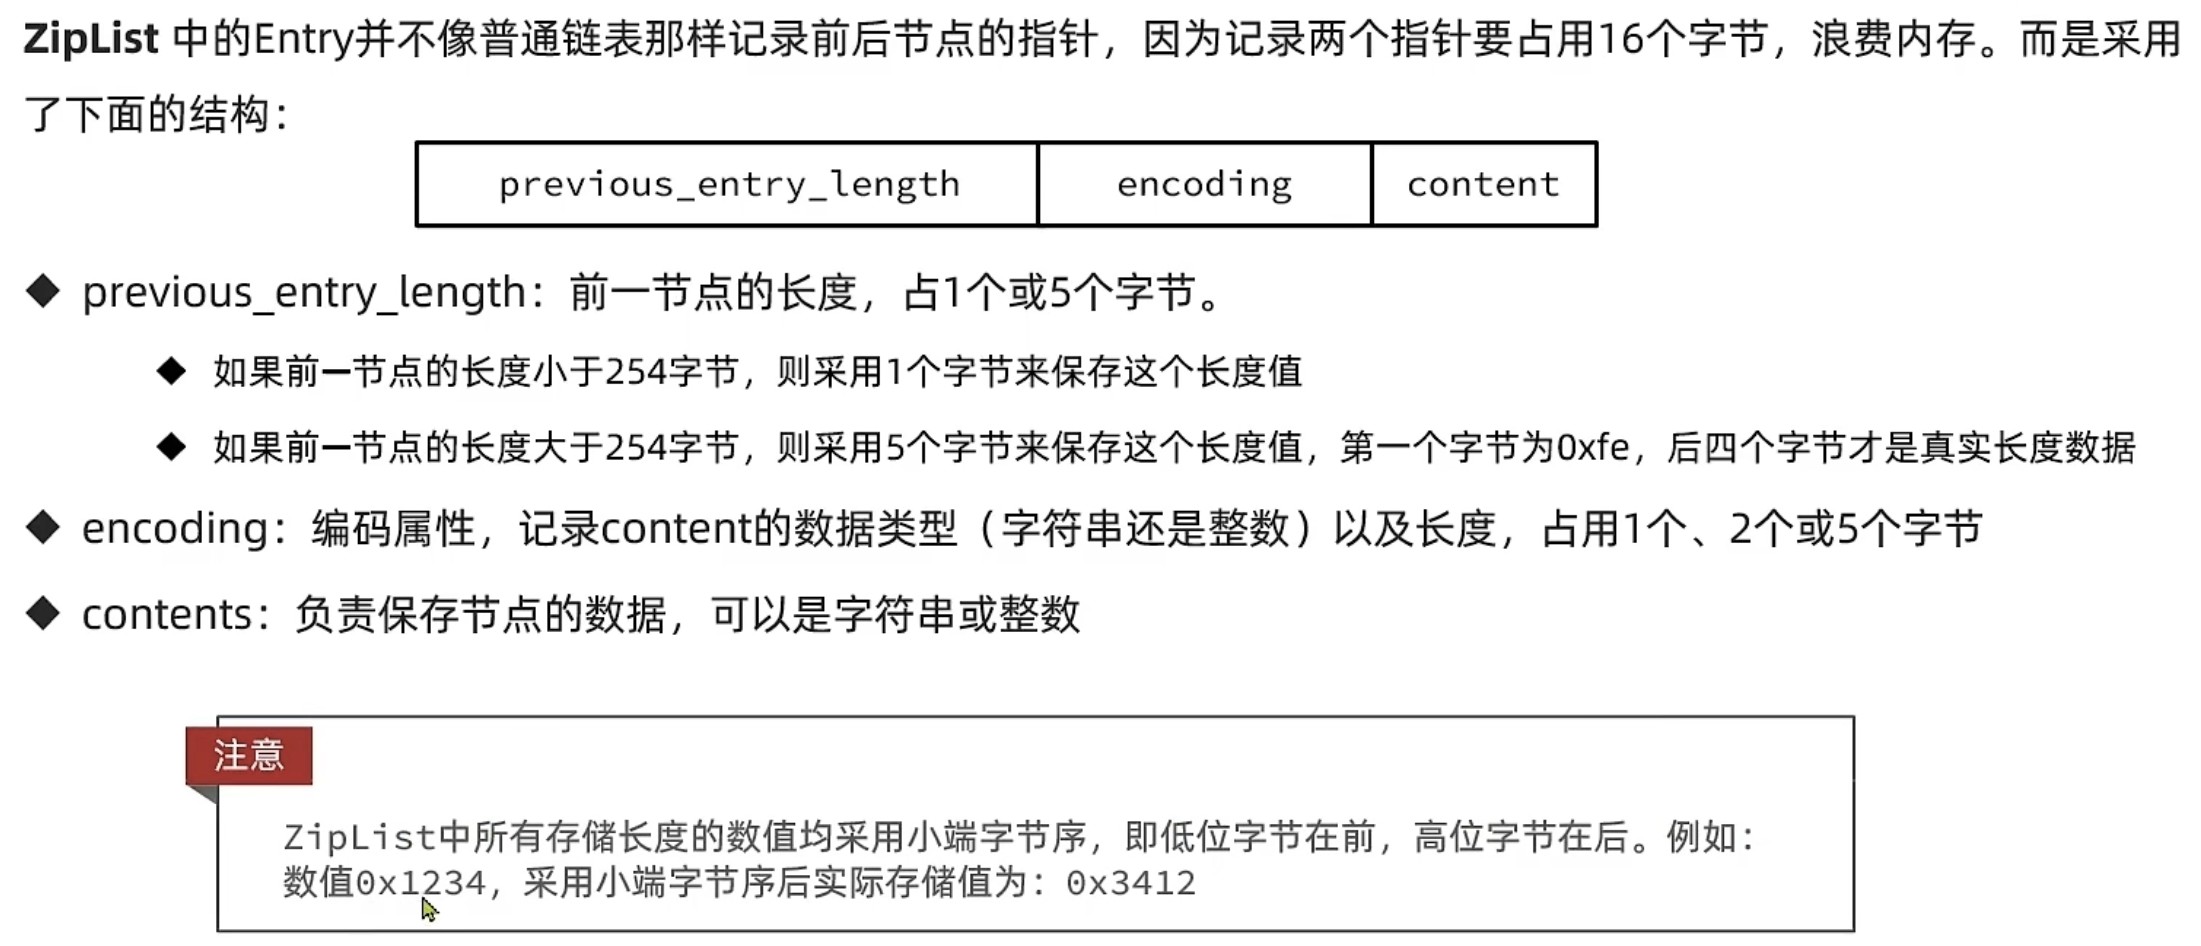 ZipList 中的Entry并不像普通链表那样记录前后节点的指针，因为记录两个指针要占用16个字节，浪费内存。而是采用
了下面的结构：
previous_entry_length encoding content
◆ previous_entry_length：前一节点的长度，占1个或5个字节。
◆ 如果前一节点的长度小于254字节，则采用1个字节来保存这个长度值
◆ 如果前一节点的长度大于254字节，则采用5个字节来保存这个长度值，第一个字节为0xfe，后四个字节才是真实长度数据
◆ encoding：编码属性，记录content的数据类型（字符串还是整数）以及长度，占用1个、2个或5个字节
◆ contents：负责保存节点的数据，可以是字符串或整数
注意
ZipList中所有存储长度的数值均采用小端字节序，即低位字节在前，高位字节在后。例如：
数值0x1234，采用小端字节序后实际存储值为：0x3412